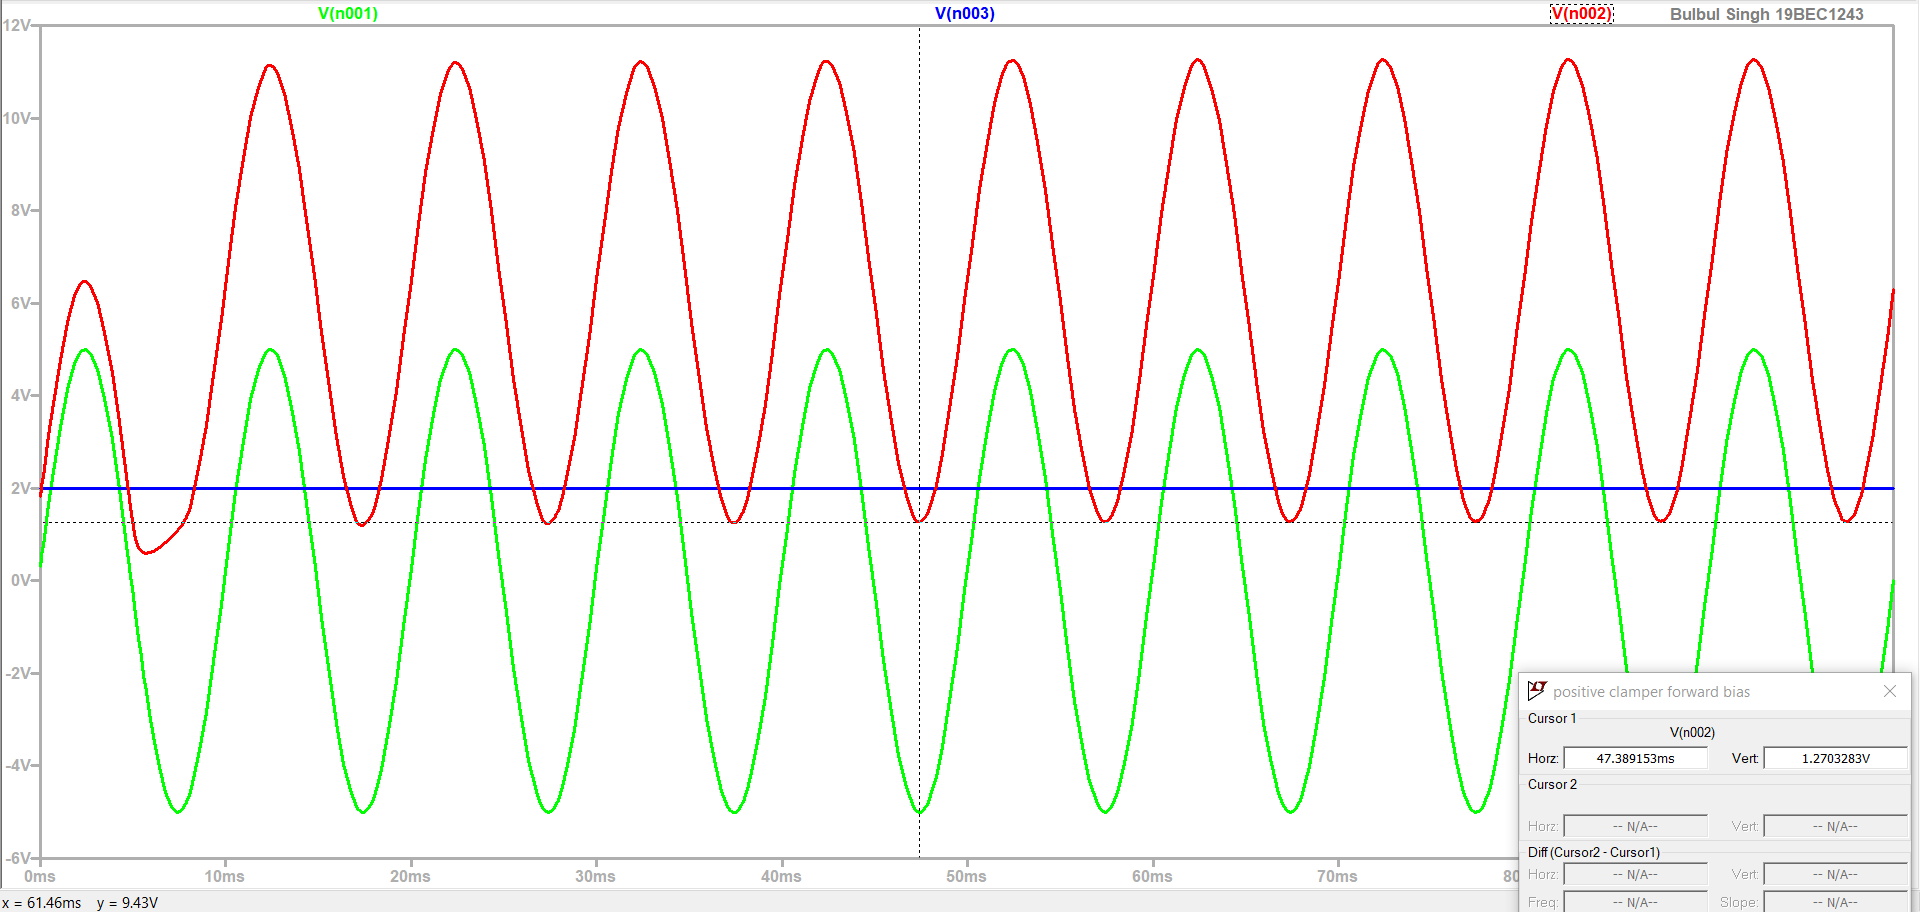 V(n001) V(n003) V(n002) Bulbul Singh 19BEC1243
12V
10V
8V
6V
4V
2V
0V
-2V
-4V
-6V
0ms 10ms 20ms 30ms 40ms 50ms 60ms 70ms 80
positive clamper forward bias
Cursor 1
V(n002)
Horz: 47.389153ms Vert: 1.2703283V
Cursor 2
Horz: -- N/A-- Vert: -- N/A--
Diff (Cursor2 - Cursor1)
Horz: -- N/A-- Vert: -- N/A--
Freq: -- N/A-- Slope: -- N/A--
x = 61.46ms y = 9.43V